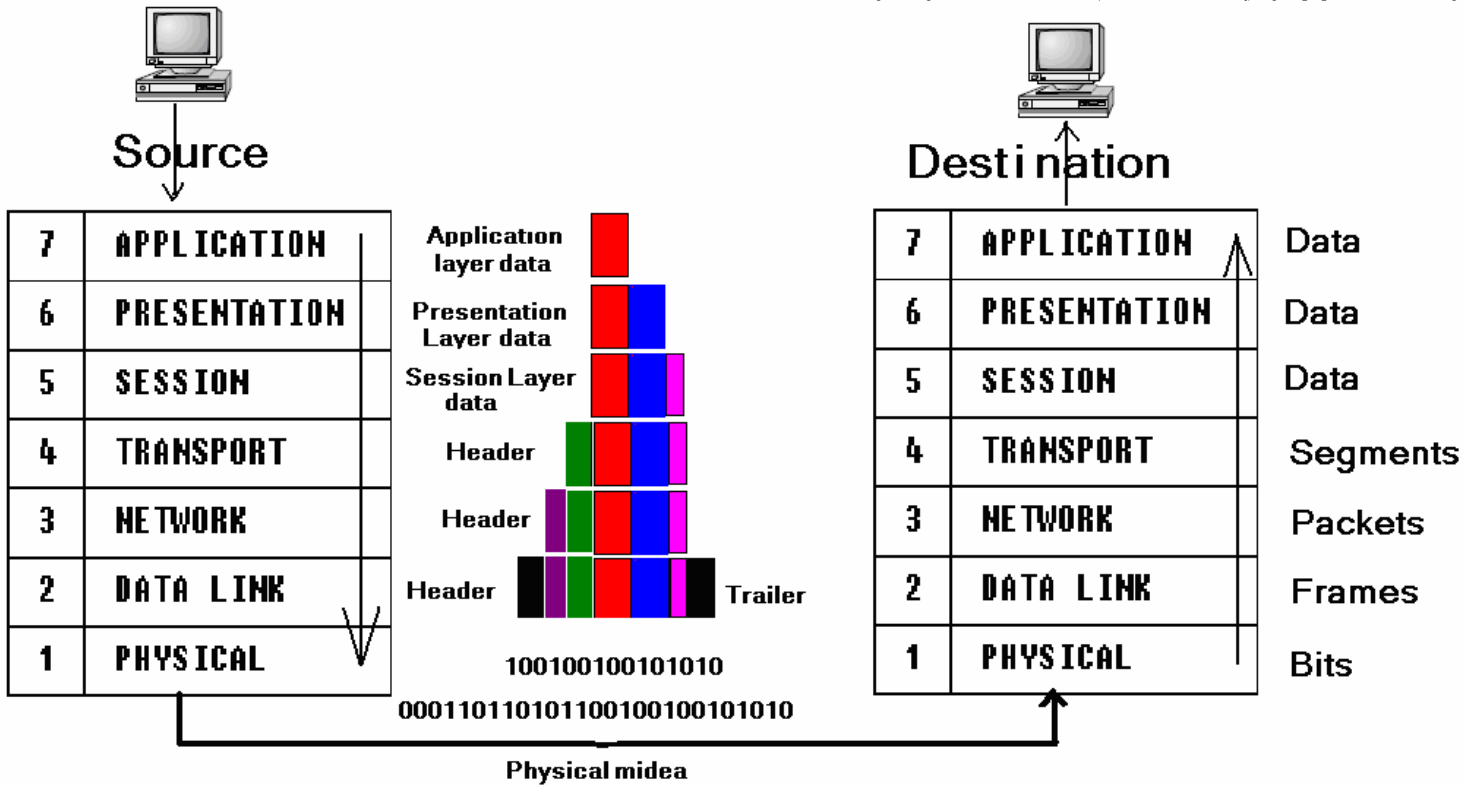 Source
Destination
7 APPLICATION
6 PRESENTATION
5 SESSION
4 TRANSPORT
3 NETWORK
2 DATA LINK
1 PHYSICAL
Application
layer data
Presentation
Layer data
Session Layer
data
Header
Header
Header
Trailer
100100100101010
000110110101100100100101010
Physical midea
7 APPLICATION Data
6 PRESENTATION Data
5 SESSION Data
4 TRANSPORT Segments
3 NETWORK Packets
2 DATA LINK Frames
1 PHYSICAL Bits